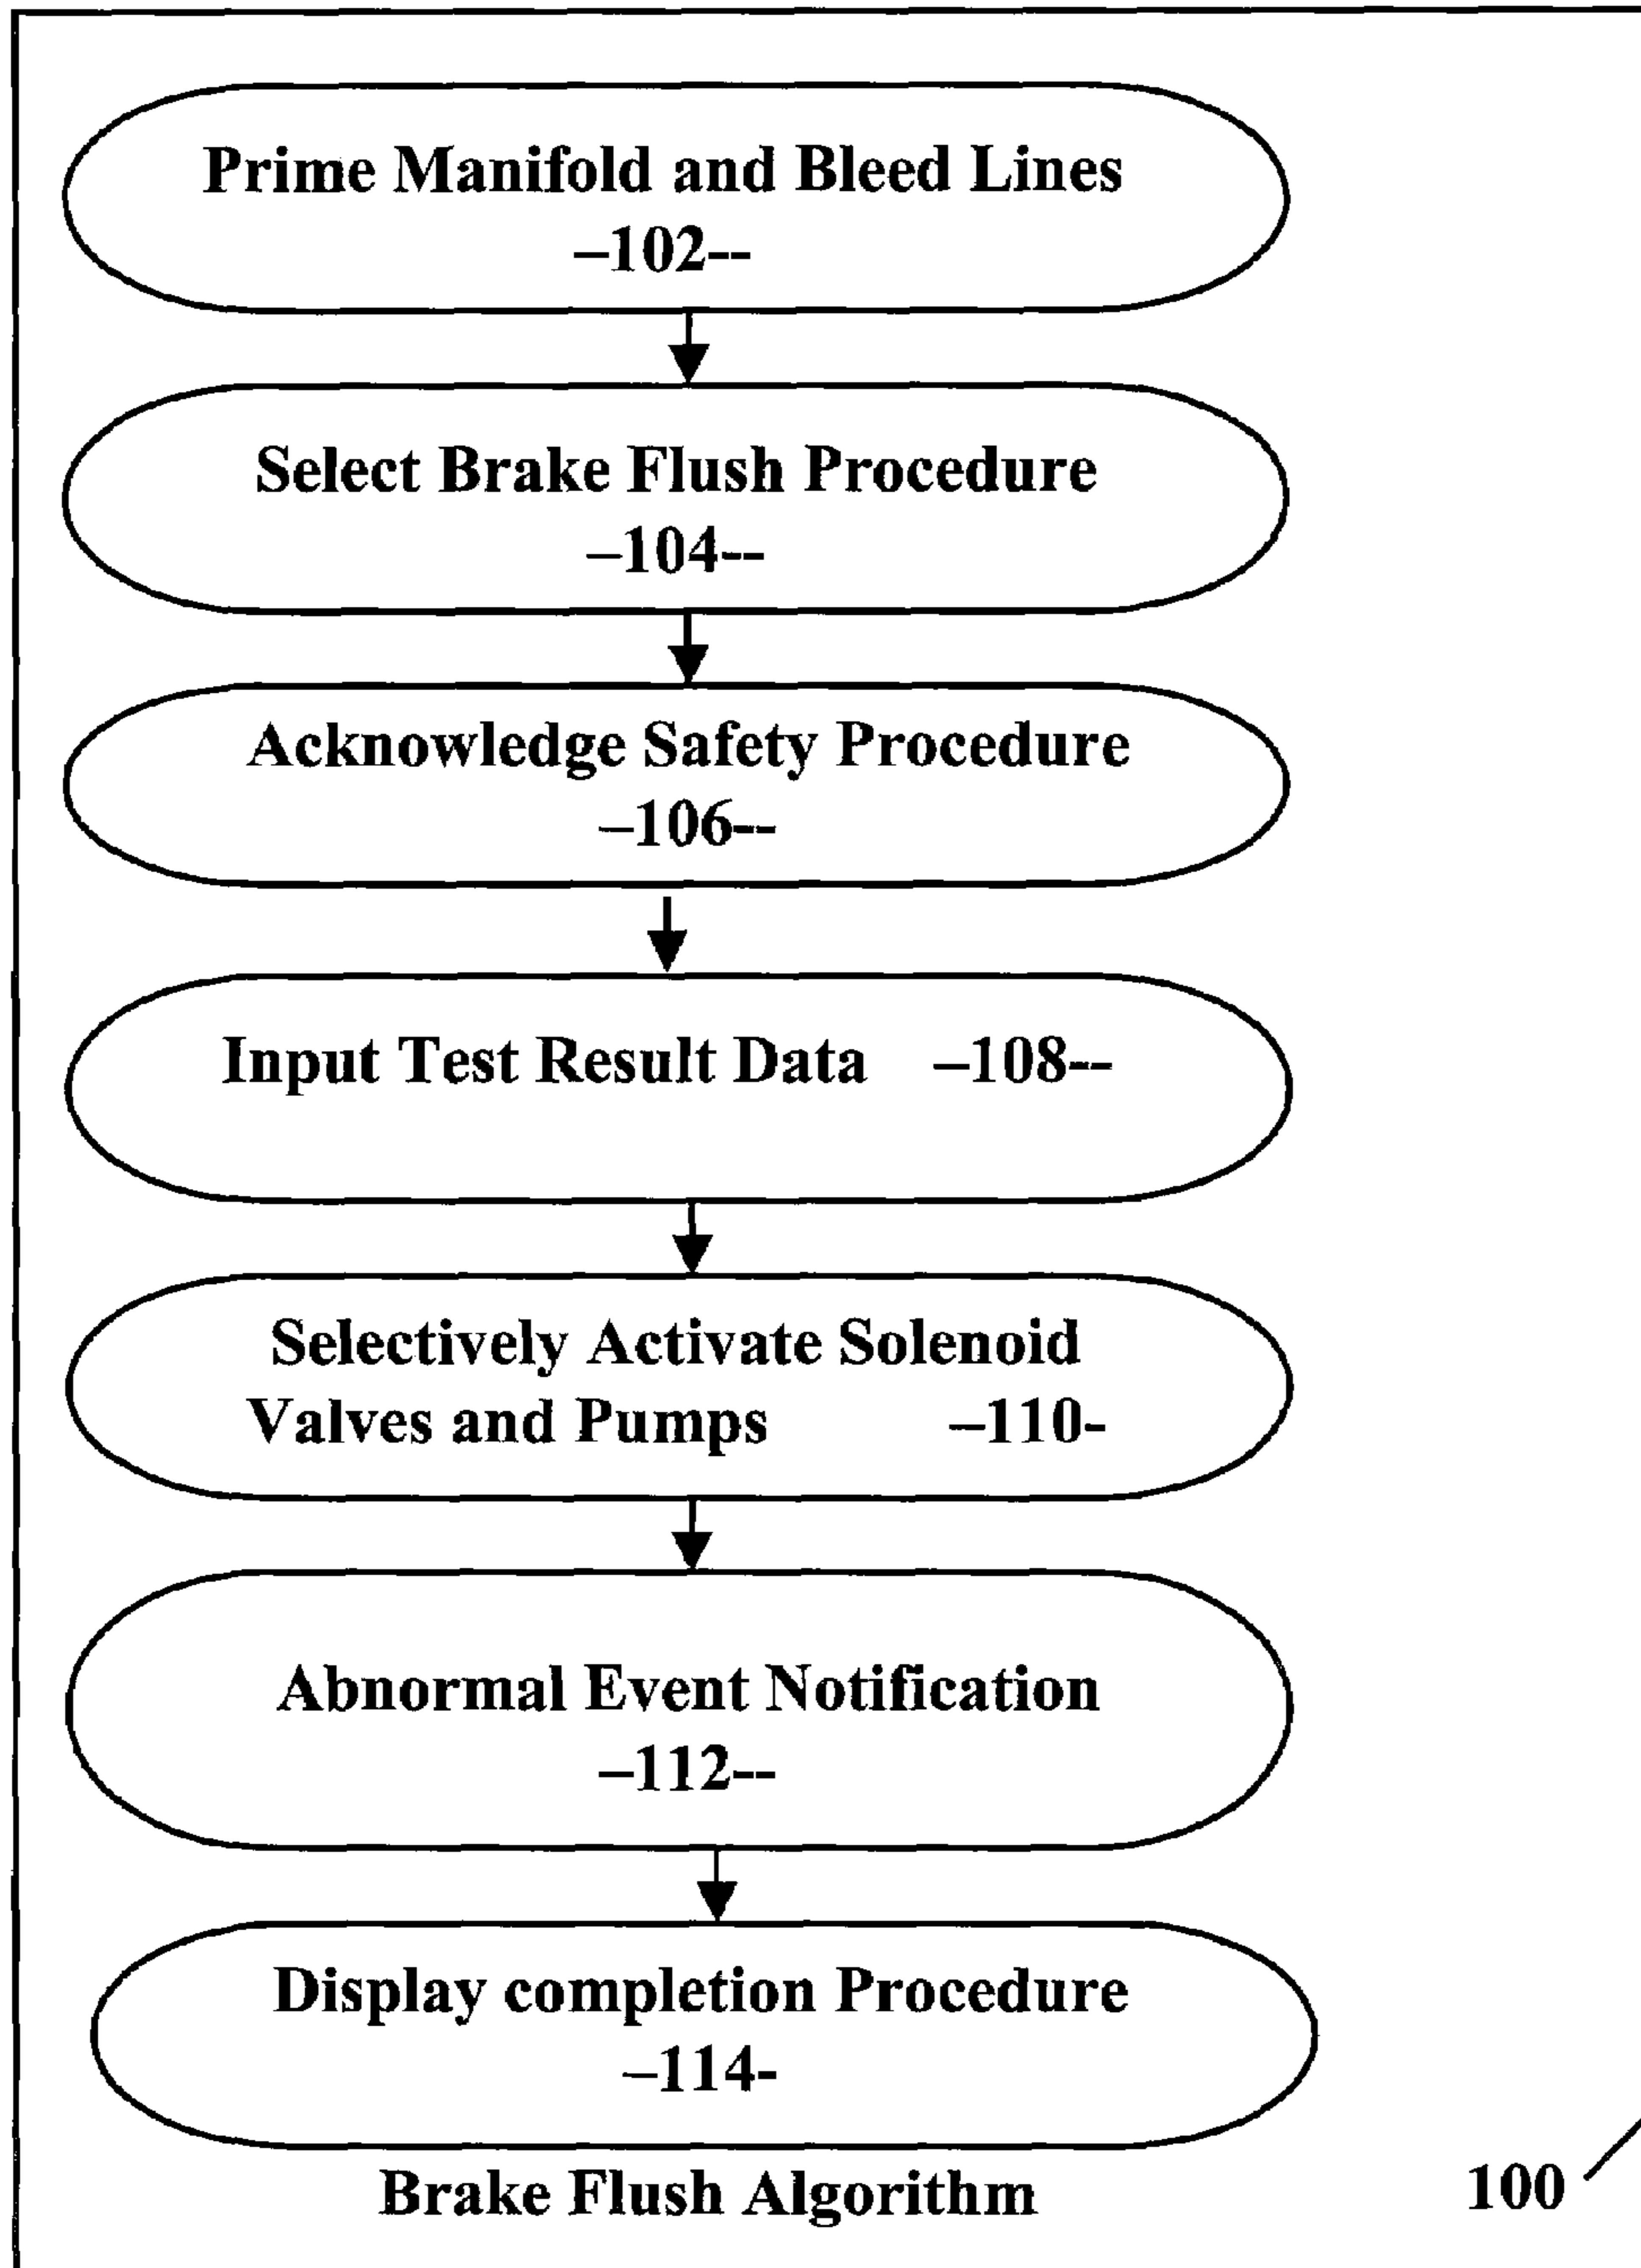 Prime Manifold and Bleed Lines
–102--
Select Brake Flush Procedure
–104--
Acknowledge Safety Procedure
–106--
Input Test Result Data –108--
Selectively Activate Solenoid
Valves and Pumps –110-
Abnormal Event Notification
–112--
Display completion Procedure
–114-
Brake Flush Algorithm
100